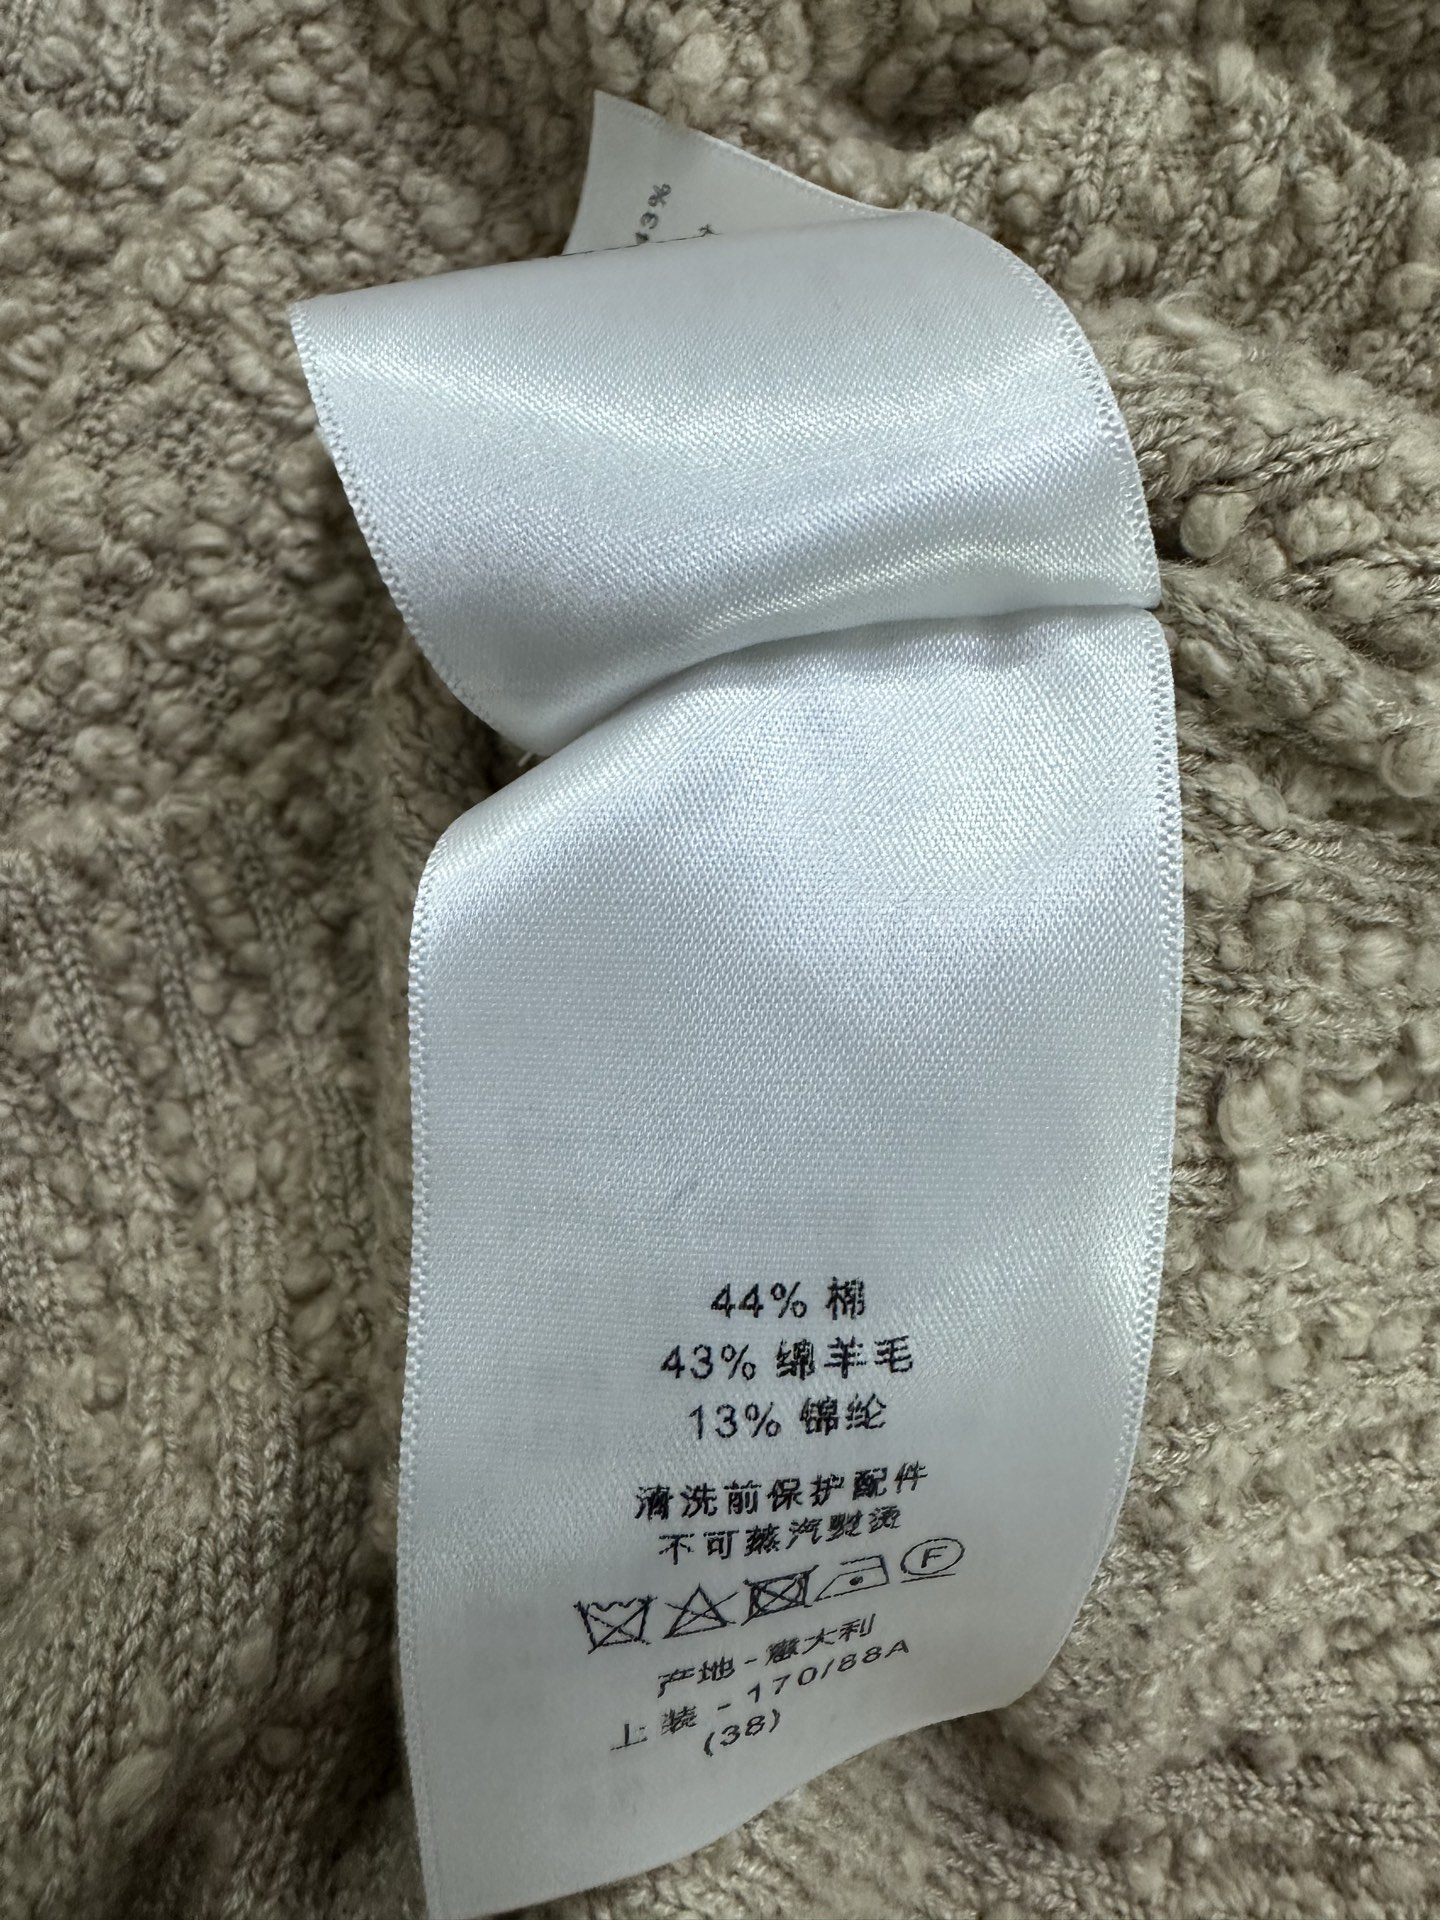 43%
44% 棉
43% 绵羊毛
13% 锦纶
清洗前保护配件
不可蒸汽熨烫
F
产地 - 意大利
上装 - 170/88A
(38)